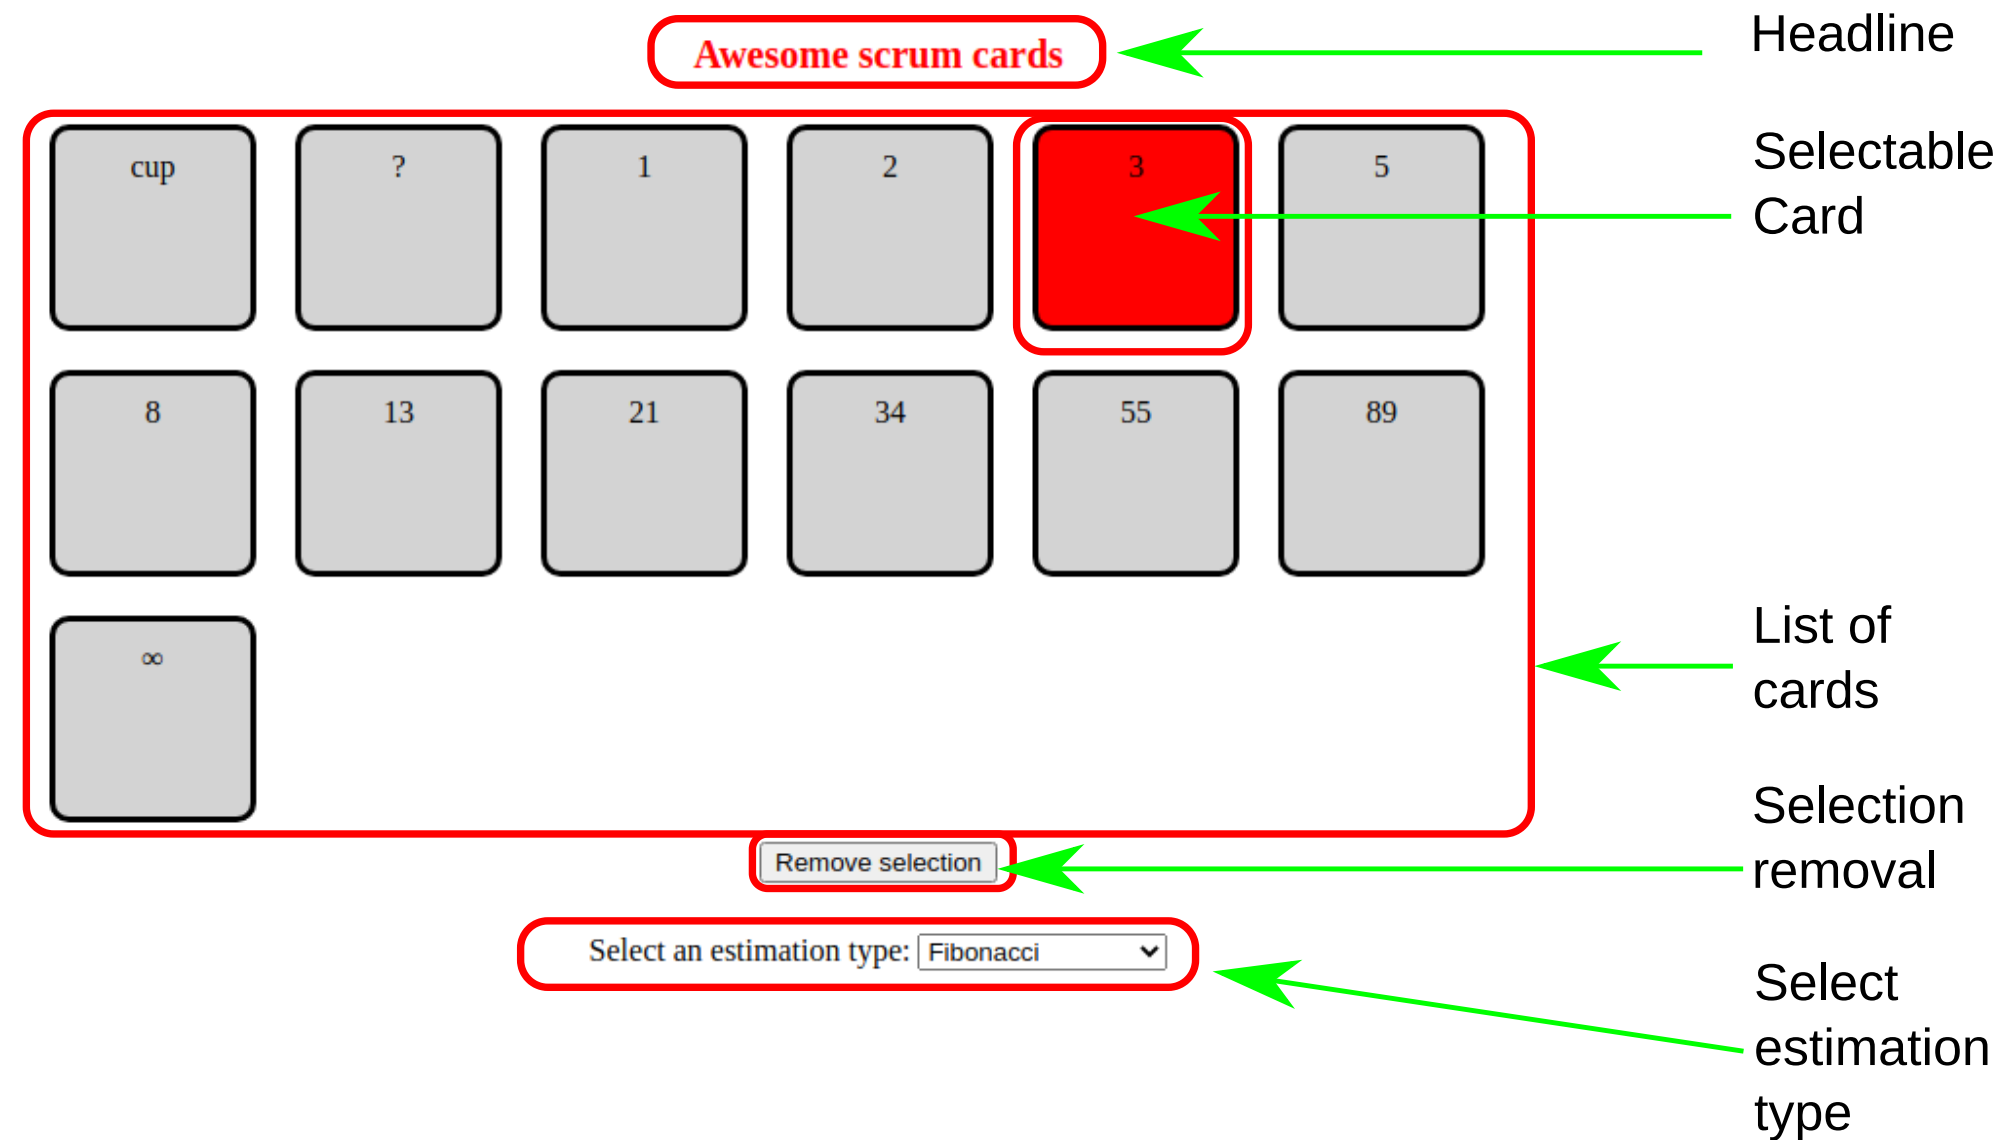 Awesome scrum cards
Headline
cup
?
1
2
3
5
Selectable
Card
8
13
21
34
55
89
∞
List of
cards
Remove selection
Selection
removal
Select an estimation type: Fibonacci
Select
estimation
type